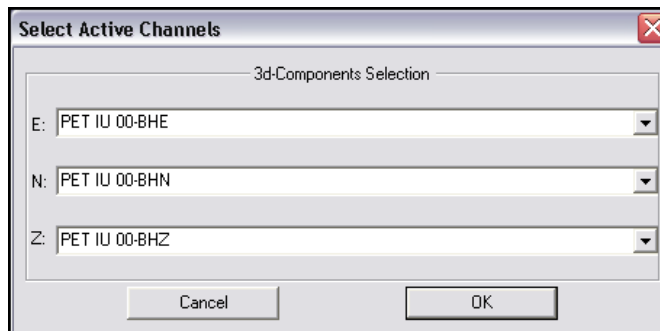 Select Active Channels
3d-Components Selection
E: PET IU 00-BHE
N: PET IU 00-BHN
Z: PET IU 00-BHZ
Cancel OK